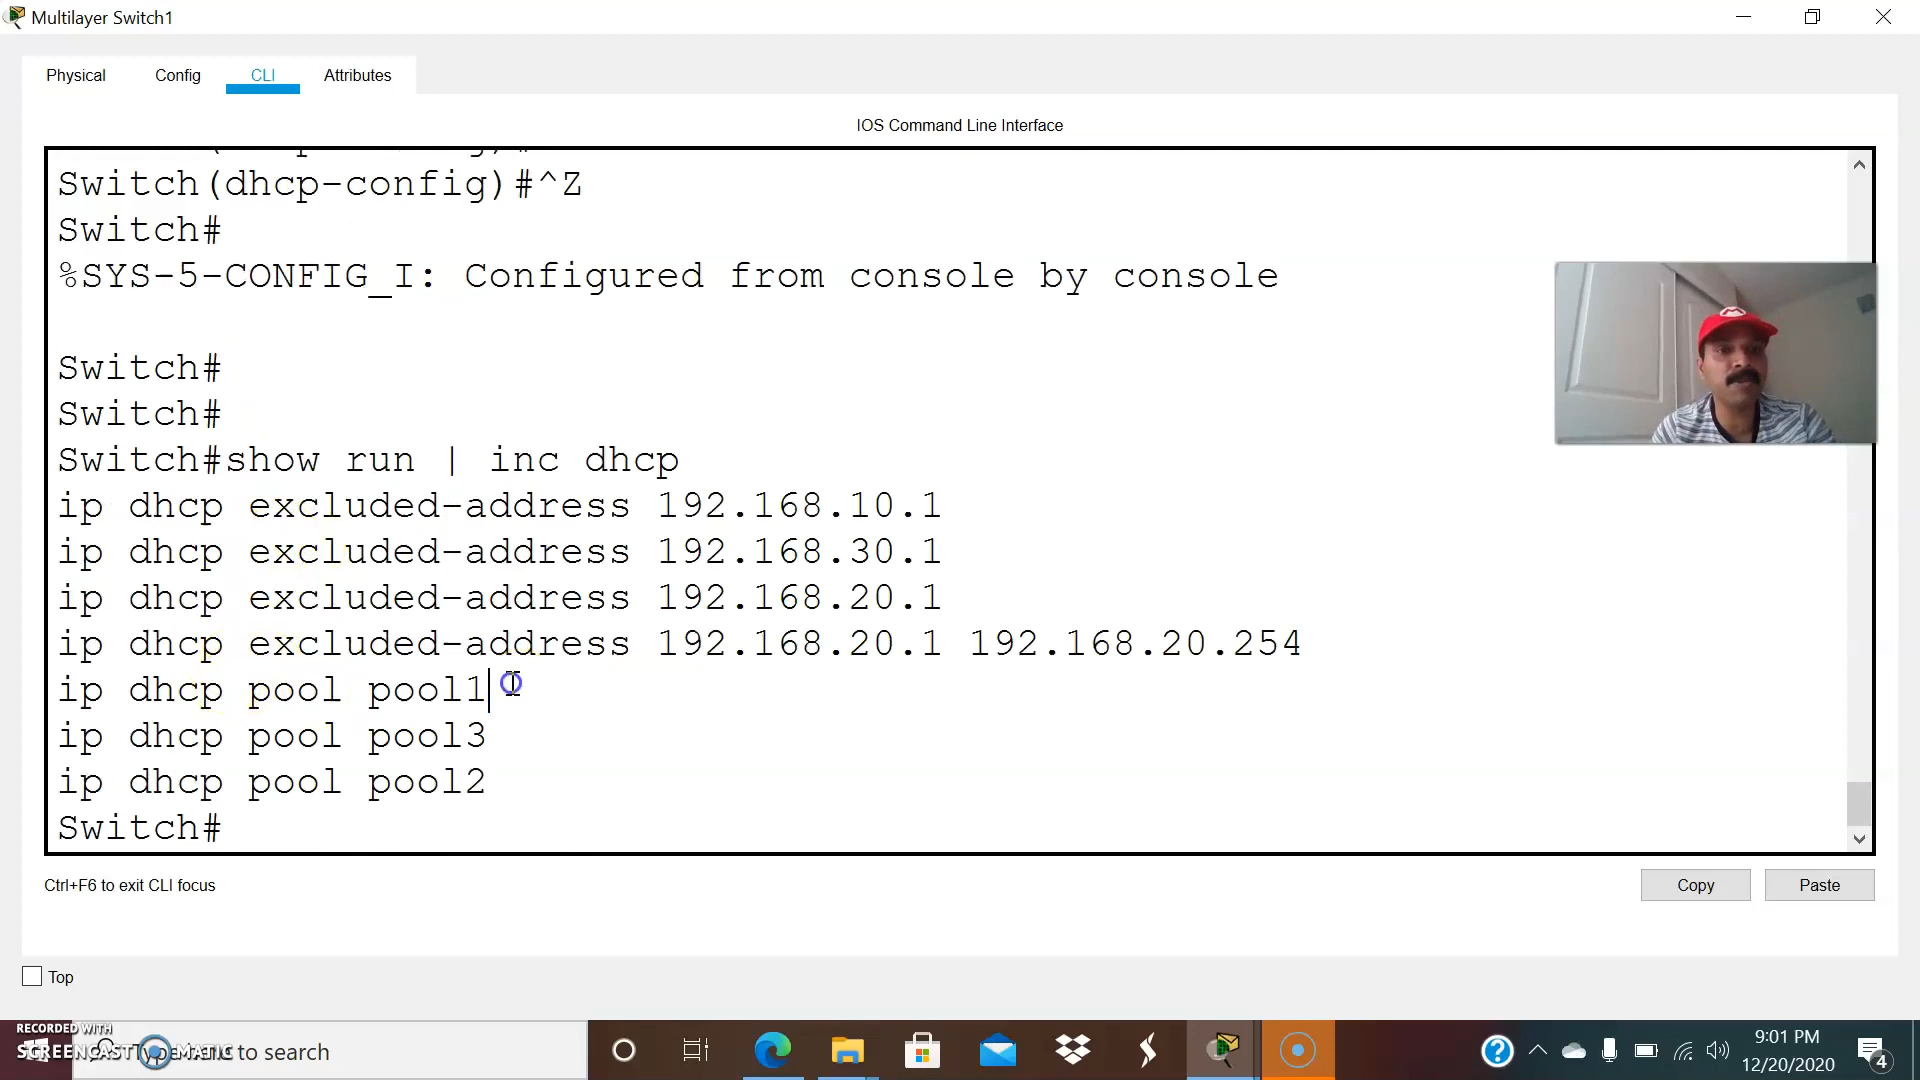 Multilayer Switch1
Physical Config CLI Attributes
IOS Command Line Interface
Switch(dhcp-config)#^Z
Switch#
%SYS-5-CONFIG_I: Configured from console by console
Switch#
Switch#
Switch#show run | inc dhcp
ip dhcp excluded-address 192.168.10.1
ip dhcp excluded-address 192.168.30.1
ip dhcp excluded-address 192.168.20.1
ip dhcp excluded-address 192.168.20.1 192.168.20.254
ip dhcp pool pool1
ip dhcp pool pool3
ip dhcp pool pool2
Switch#
Ctrl+F6 to exit CLI focus
Copy Paste
Top
RECORDED WITH
SCREENCAST MATIC
to search
9:01 PM
12/20/2020
4